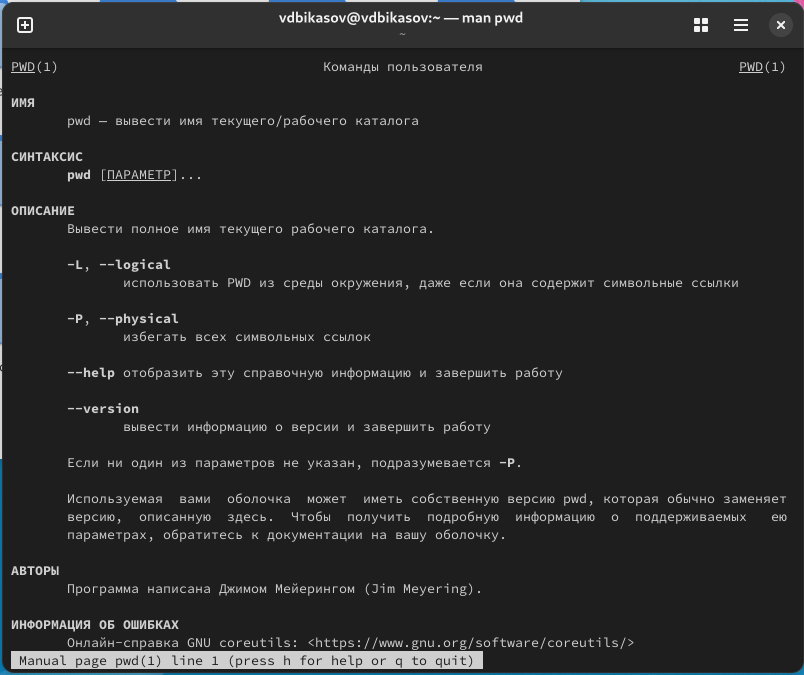 vdbikasov@vdbikasov:~ — man pwd
~
PWD(1) Команды пользователя PWD(1)
ИМЯ
pwd — вывести имя текущего/рабочего каталога
СИНТАКСИС
pwd [ПАРАМЕТР]...
ОПИСАНИЕ
Вывести полное имя текущего рабочего каталога.
-L, --logical
использовать PWD из среды окружения, даже если она содержит символьные ссылки
-P, --physical
избегать всех символьных ссылок
--help отобразить эту справочную информацию и завершить работу
--version
вывести информацию о версии и завершить работу
Если ни один из параметров не указан, подразумевается -P.
Используемая вами оболочка может иметь собственную версию pwd, которая обычно заменяет
версию, описанную здесь. Чтобы получить подробную информацию о поддерживаемых ею
параметрах, обратитесь к документации на вашу оболочку.
АВТОРЫ
Программа написана Джимом Мейерингом (Jim Meyering).
ИНФОРМАЦИЯ ОБ ОШИБКАХ
Онлайн-справка GNU coreutils: <https://www.gnu.org/software/coreutils/>
Manual page pwd(1) line 1 (press h for help or q to quit)